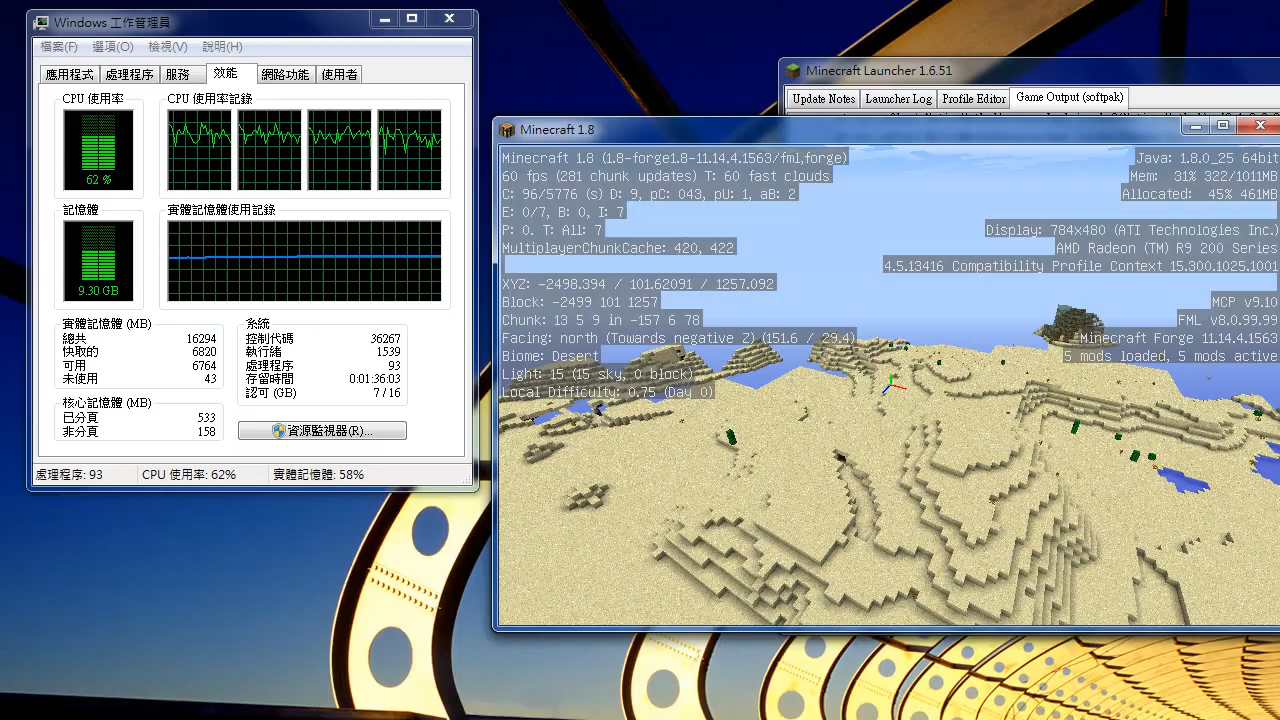 Windows 工作管理員
檔案(F) 選項(O) 檢視(V) 說明(H)
應用程式 處理程序 服務 效能 網路功能 使用者
CPU 使用率 CPU 使用率記錄
62 %
記憶體 實體記憶體使用記錄
9.30 GB
實體記憶體 (MB)
總共 16294
快取的 6820
可用 6764
未使用 43
核心記憶體 (MB)
已分頁 533
非分頁 158
系統
控制代碼 36267
執行緒 1539
處理程序 93
存留時間 0:01:36:03
認可 (GB) 7 / 16
資源監視器(R)...
處理程序: 93 CPU 使用率: 62% 實體記憶體: 58%
Minecraft Launcher 1.6.51
Update Notes Launcher Log Profile Editor Game Output (softpak)
Minecraft 1.8
Minecraft 1.8 (1.8-forge1.8-11.14.4.1563/fml,forge)
60 fps (281 chunk updates) T: 60 fast clouds
C: 96/5776 (s) D: 9, pC: 043, pU: 1, aB: 2
E: 0/7, B: 0, I: 7
P: 0. T: All: 7
MultiplayerChunkCache: 420, 422
XYZ: -2498.394 / 101.62091 / 1257.092
Block: -2499 101 1257
Chunk: 13 5 9 in -157 6 78
Facing: north (Towards negative Z) (151.6 / 29.4)
Biome: Desert
Light: 15 (15 sky, 0 block)
Local Difficulty: 0.75 (Day 0)
Java: 1.8.0_25 64bit
Mem: 31% 322/1011MB
Allocated: 45% 461MB
Display: 784x480 (ATI Technologies Inc.)
AMD Radeon (TM) R9 200 Series
4.5.13416 Compatibility Profile Context 15.300.1025.1001
MCP v9.10
FML v8.0.99.99
Minecraft Forge 11.14.4.1563
5 mods loaded, 5 mods active